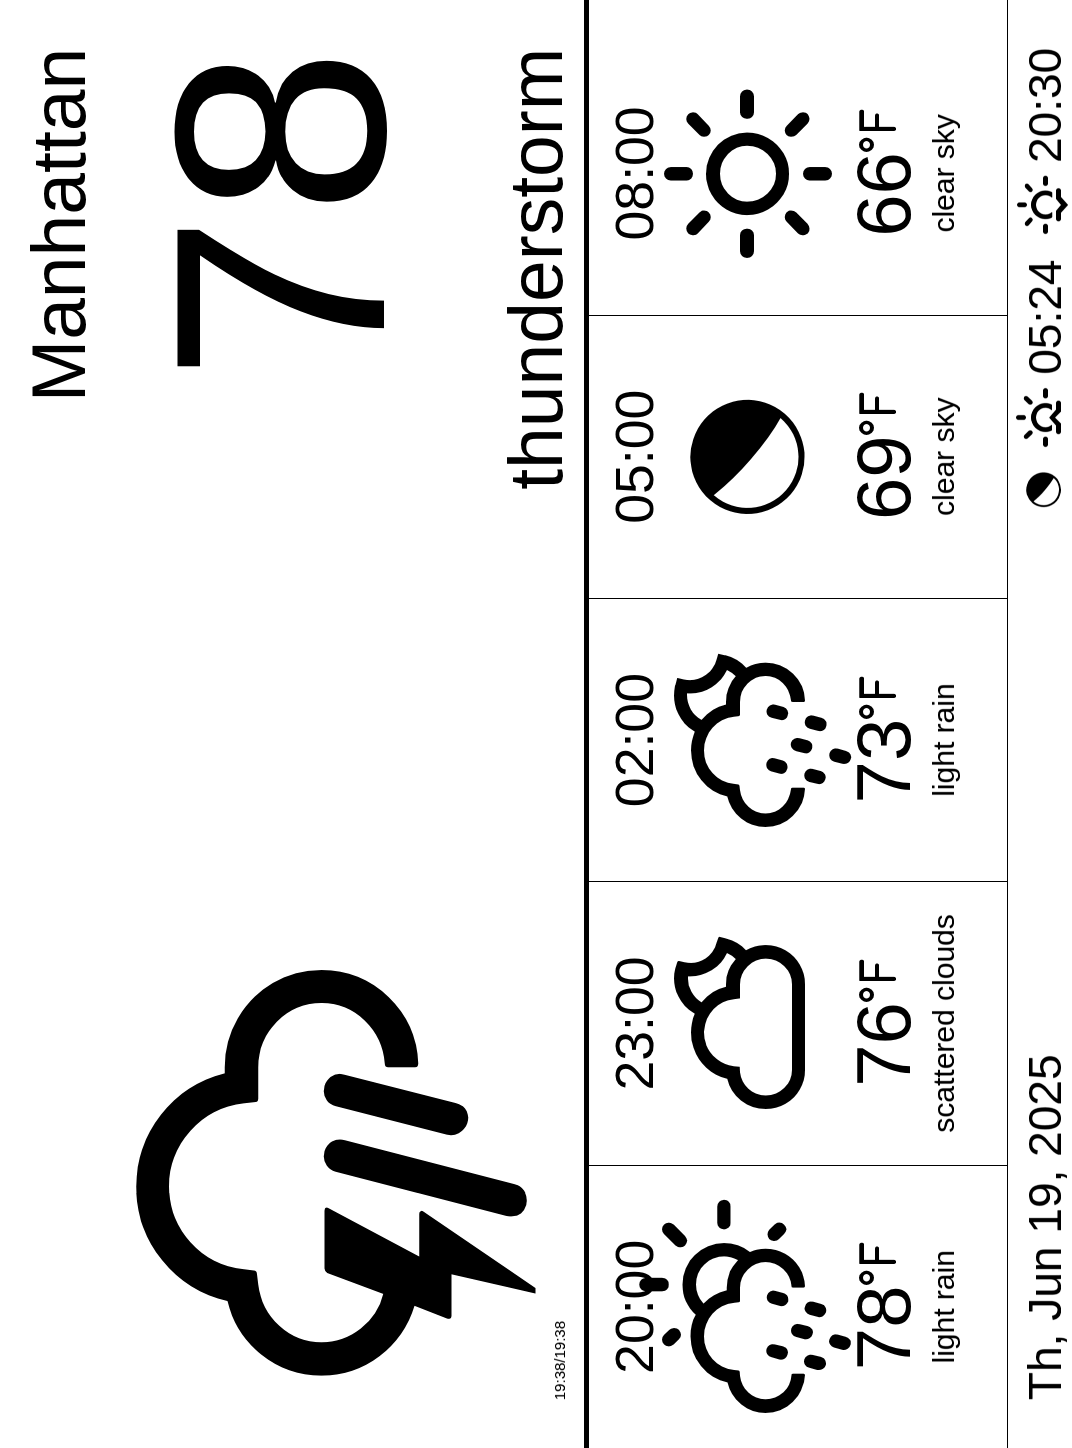 Manhattan
78
thunderstorm
19:38/19:38
20:00 23:00 02:00 05:00 08:00
78°F 76°F 73°F 69°F 66°F
light rain scattered clouds light rain clear sky clear sky
Th, Jun 19, 2025 05:24 20:30